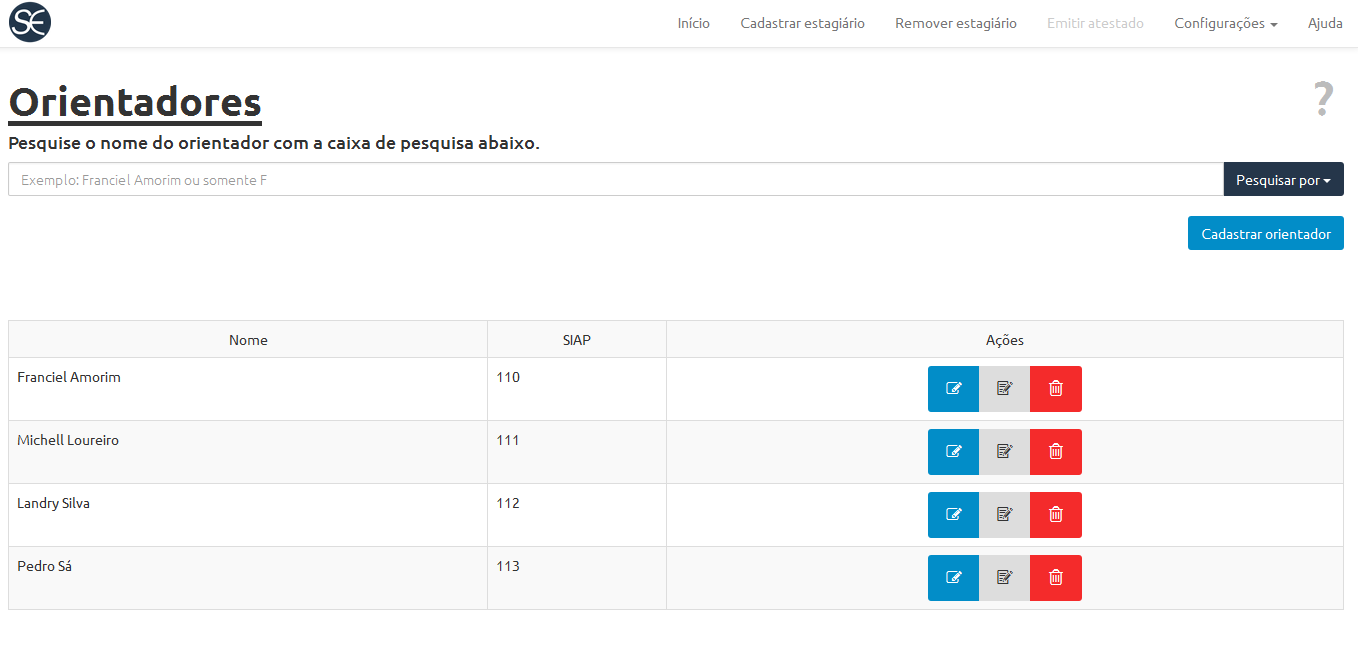 SE
Início Cadastrar estagiário Remover estagiário Emitir atestado Configurações Ajuda
Orientadores
?
Pesquise o nome do orientador com a caixa de pesquisa abaixo.
Exemplo: Franciel Amorim ou somente F Pesquisar por
Cadastrar orientador
Nome SIAP Ações
Franciel Amorim 110
Michell Loureiro 111
Landry Silva 112
Pedro Sá 113